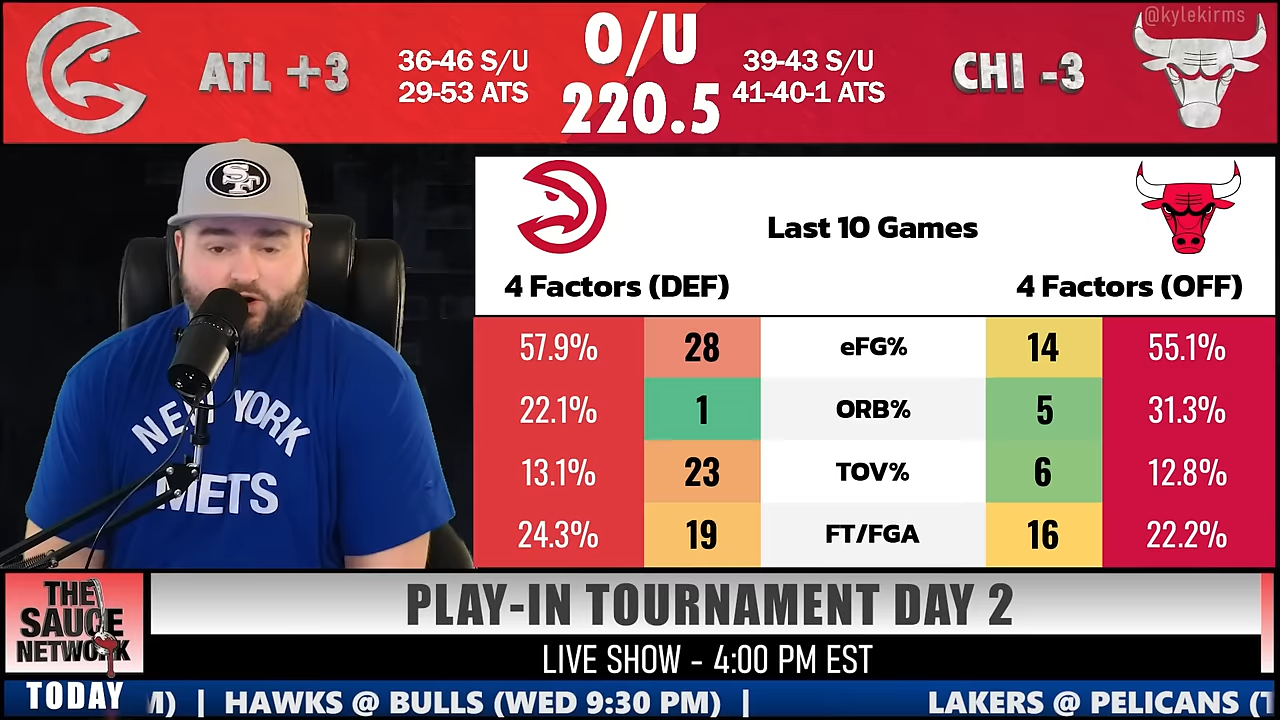 @kylekirms
ATL +3
36-46 S/U
29-53 ATS
O/U
220.5
39-43 S/U
41-40-1 ATS
CHI -3
SF
NEW YORK
METS
Last 10 Games
4 Factors (DEF)
4 Factors (OFF)
57.9% 28 eFG% 14 55.1%
22.1% 1 ORB% 5 31.3%
13.1% 23 TOV% 6 12.8%
24.3% 19 FT/FGA 16 22.2%
THE
SAUCE
NETWORK
PLAY-IN TOURNAMENT DAY 2
LIVE SHOW - 4:00 PM EST
TODAY M) | HAWKS @ BULLS (WED 9:30 PM) | LAKERS @ PELICANS (T